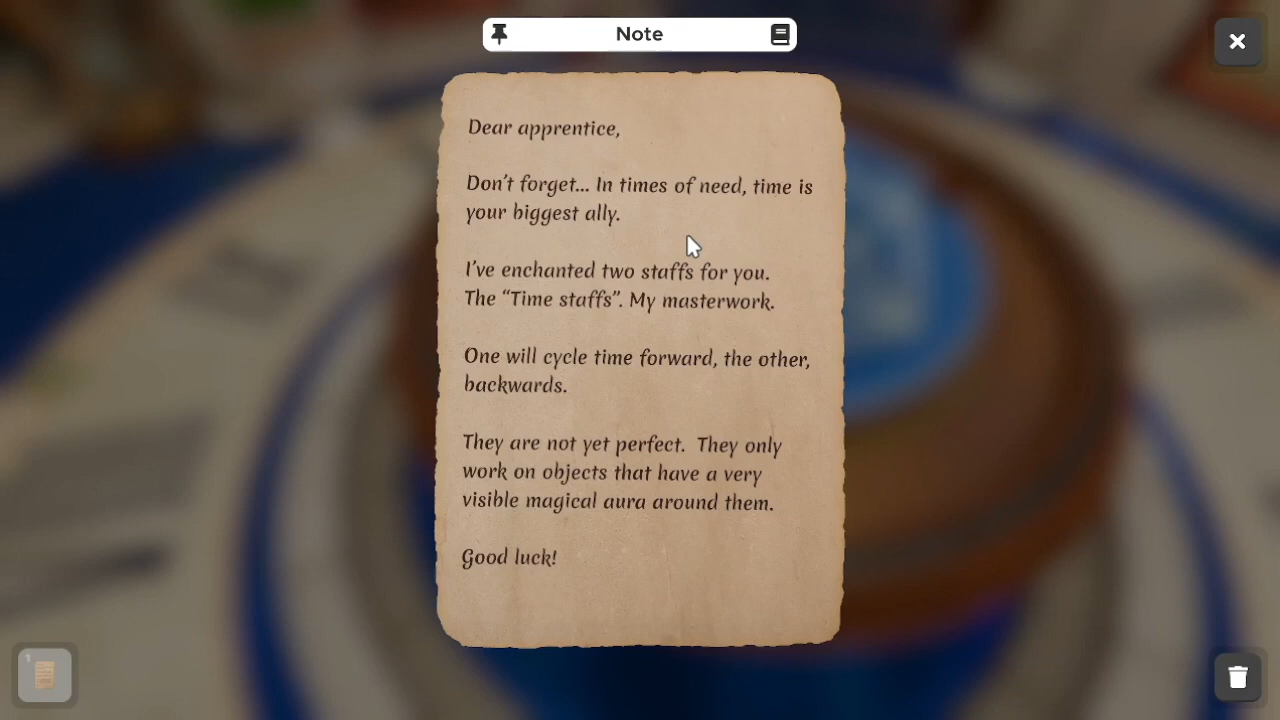 Note
Dear apprentice,
Don't forget... In times of need, time is
your biggest ally.
I've enchanted two staffs for you.
The “Time staffs”. My masterwork.
One will cycle time forward, the other,
backwards.
They are not yet perfect.  They only
work on objects that have a very
visible magical aura around them.
Good luck!